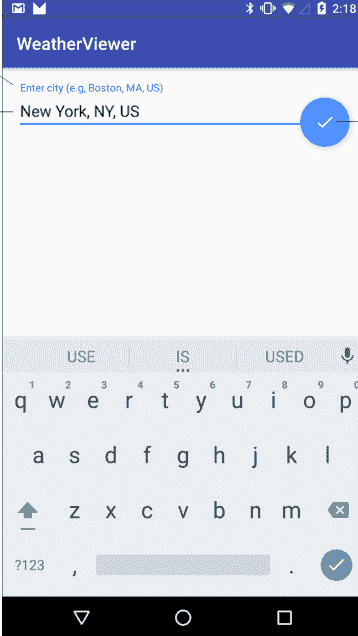 2:18
WeatherViewer
Enter city (e.g, Boston, MA, US)
New York, NY, US
USE IS USED
1 2 3 4 5 6 7 8 9 0
q w e r t y u i o p
a s d f g h j k l
z x c v b n m
?123 , .